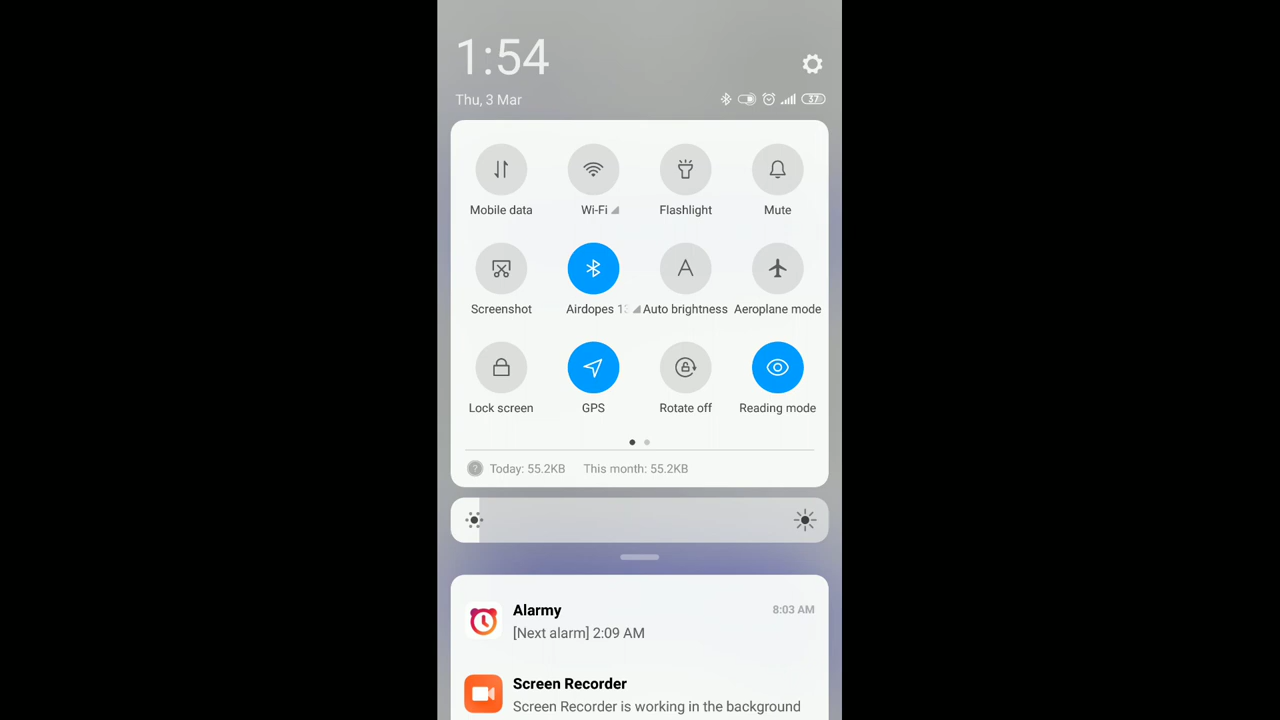 1:54
Thu, 3 Mar
37
Mobile data
Wi-Fi
Flashlight
Mute
Screenshot
Airdopes
Auto brightness
Aeroplane mode
Lock screen
GPS
Rotate off
Reading mode
Today: 55.2KB This month: 55.2KB
Alarmy 8:03 AM
[Next alarm] 2:09 AM
Screen Recorder
Screen Recorder is working in the background